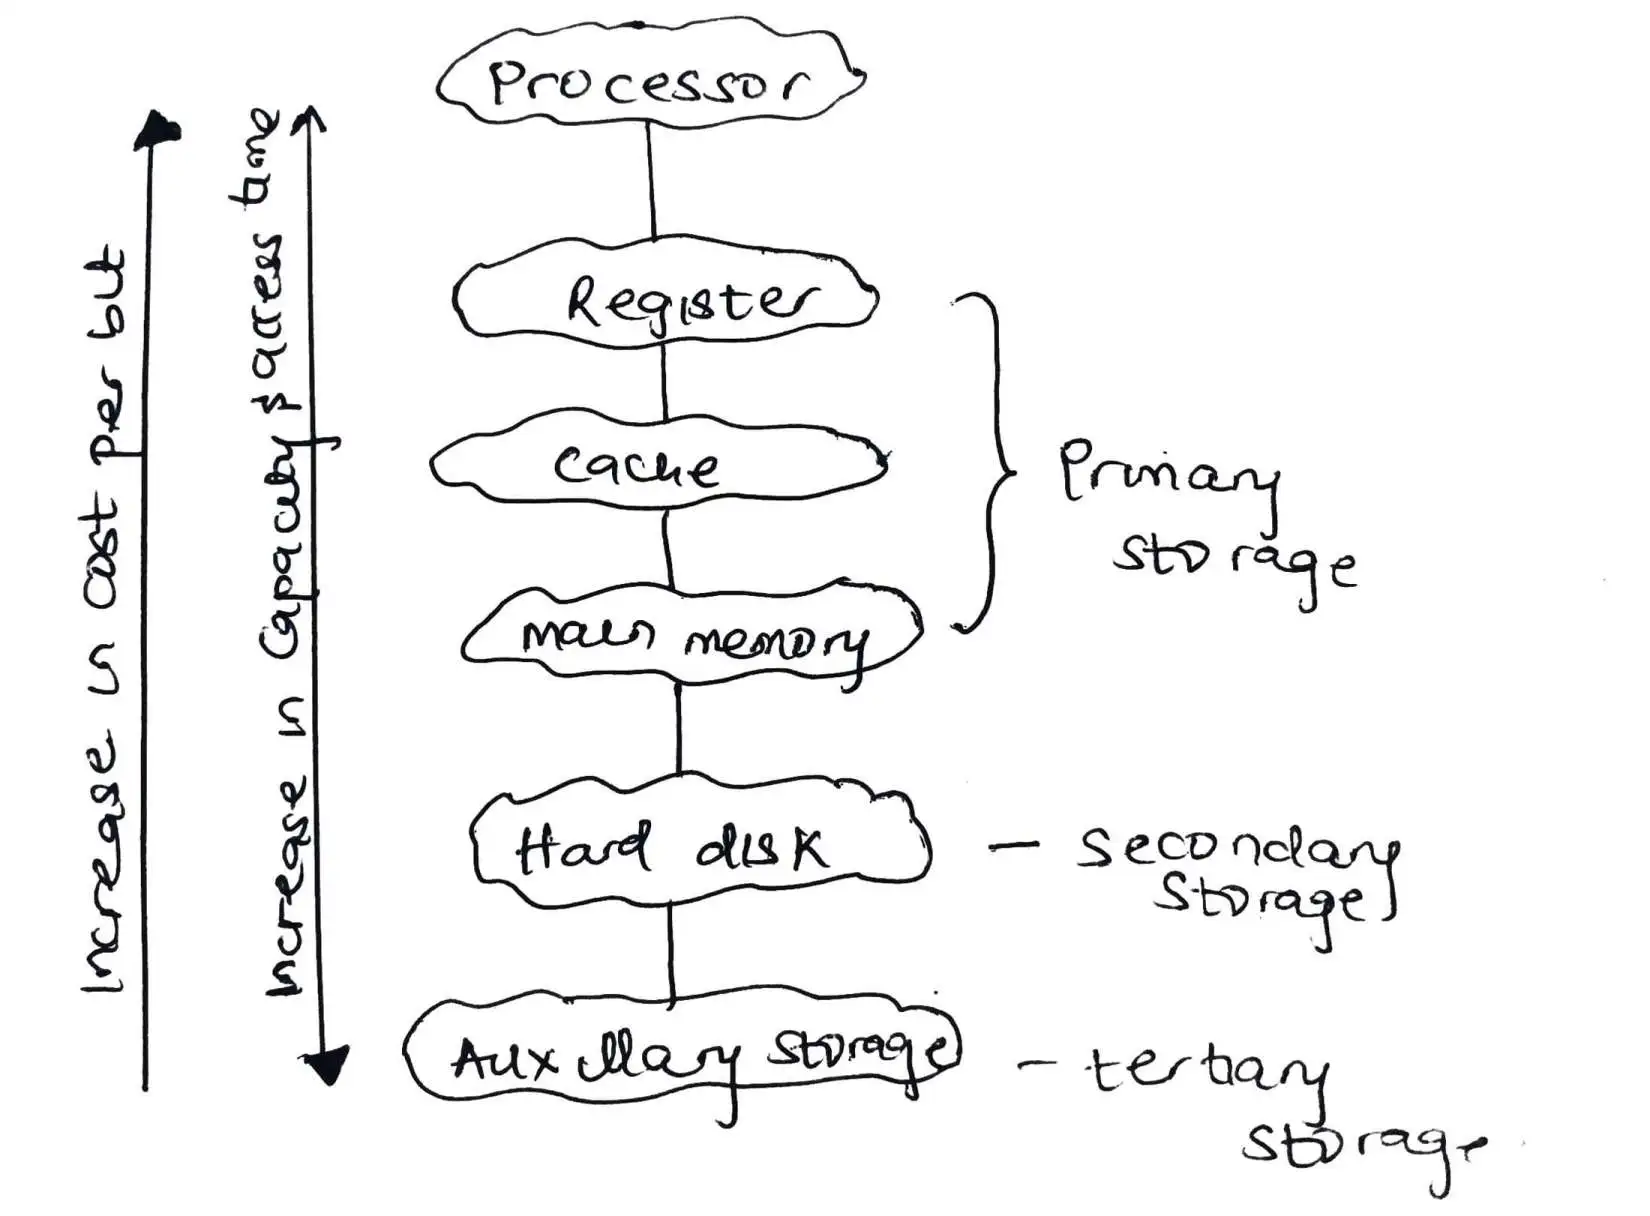 Processor
Register
Cache
main memory
Hard disk
Auxillary storage
Primary
storage
- secondary
storage
- tertiary
storage
Increase in cost per bit
Increase in Capacity & access time